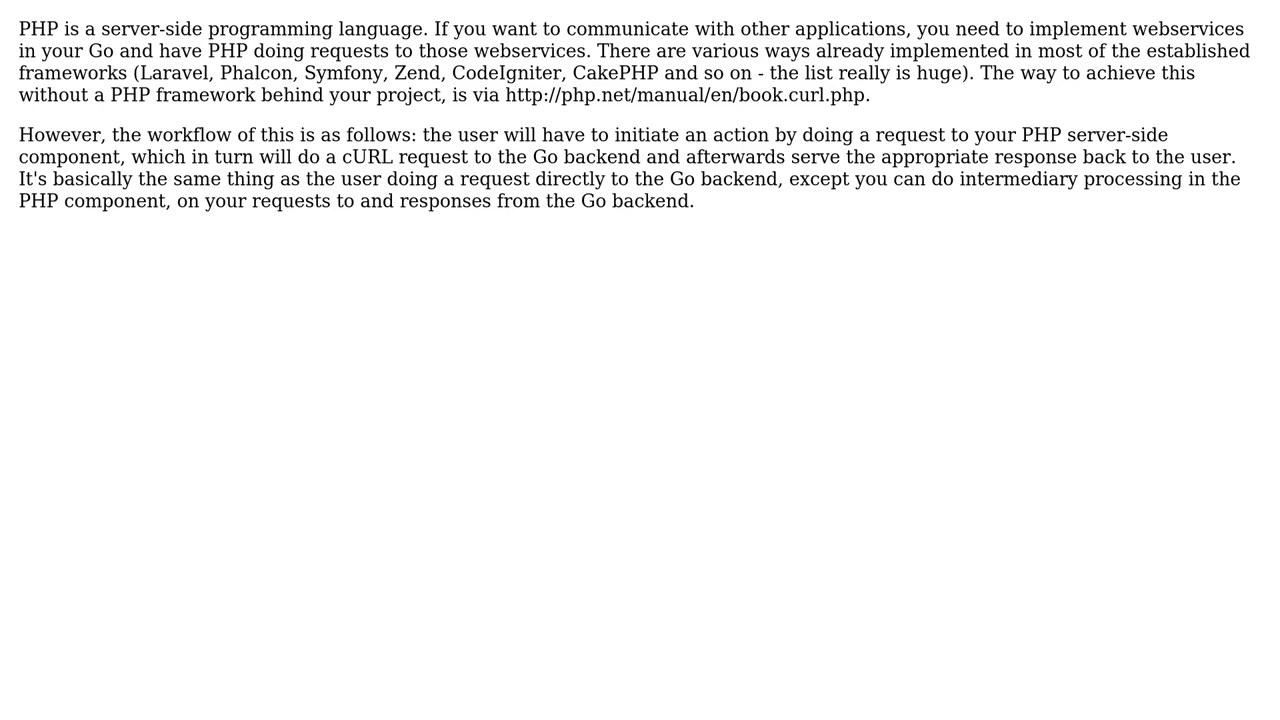 PHP is a server-side programming language. If you want to communicate with other applications, you need to implement webservices
in your Go and have PHP doing requests to those webservices. There are various ways already implemented in most of the established
frameworks (Laravel, Phalcon, Symfony, Zend, CodeIgniter, CakePHP and so on - the list really is huge). The way to achieve this
without a PHP framework behind your project, is via http://php.net/manual/en/book.curl.php.
However, the workflow of this is as follows: the user will have to initiate an action by doing a request to your PHP server-side
component, which in turn will do a cURL request to the Go backend and afterwards serve the appropriate response back to the user.
It's basically the same thing as the user doing a request directly to the Go backend, except you can do intermediary processing in the
PHP component, on your requests to and responses from the Go backend.